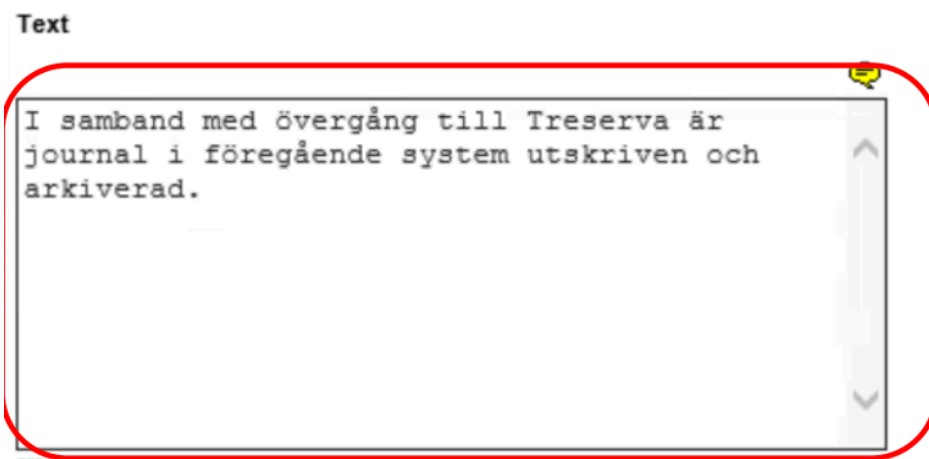 Text
I samband med övergång till Treserva är
journal i föregående system utskriven och
arkiverad.